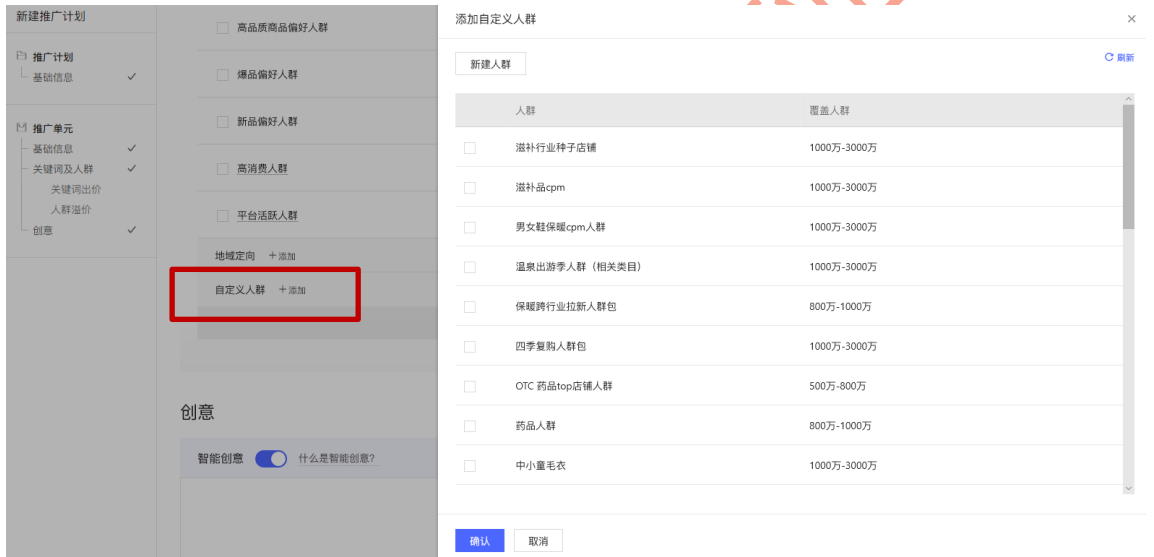 新建推广计划
推广计划
基础信息
推广单元
基础信息
关键词及人群
关键词出价
人群溢价
创意
高品质商品偏好人群
爆品偏好人群
新品偏好人群
高消费人群
平台活跃人群
地域定向 +添加
自定义人群 +添加
创意
智能创意 什么是智能创意?
添加自定义人群
新建人群 刷新
人群 覆盖人群
滋补行业种子店铺 1000万-3000万
滋补品cpm 1000万-3000万
男女鞋保暖cpm人群 1000万-3000万
温泉出游季人群(相关类目) 1000万-3000万
保暖跨行业拉新人群包 800万-1000万
四季复购人群包 1000万-3000万
OTC 药品top店铺人群 500万-800万
药品人群 800万-1000万
中小童毛衣 1000万-3000万
确认 取消